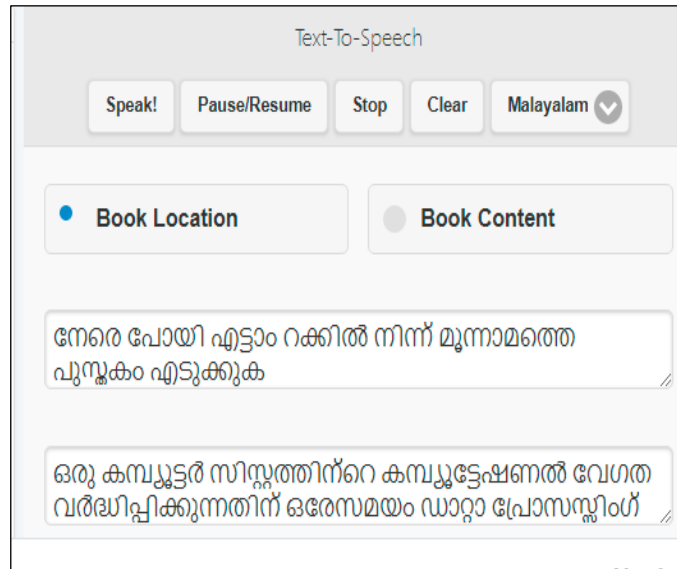 Text-To-Speech
Speak! Pause/Resume Stop Clear Malayalam
Book Location Book Content
നേരെ പോയി എട്ടാം റക്കിൽ നിന്ന് മൂന്നാമത്തെ
പുസ്തകം എടുക്കുക
ഒരു കമ്പ്യൂട്ടർ സിസ്റ്റത്തിന്റെ കമ്പ്യൂട്ടേഷണൽ വേഗത
വർദ്ധിപ്പിക്കുന്നതിന് ഒരേസമയം ഡാറ്റാ പ്രോസസ്സിംഗ്